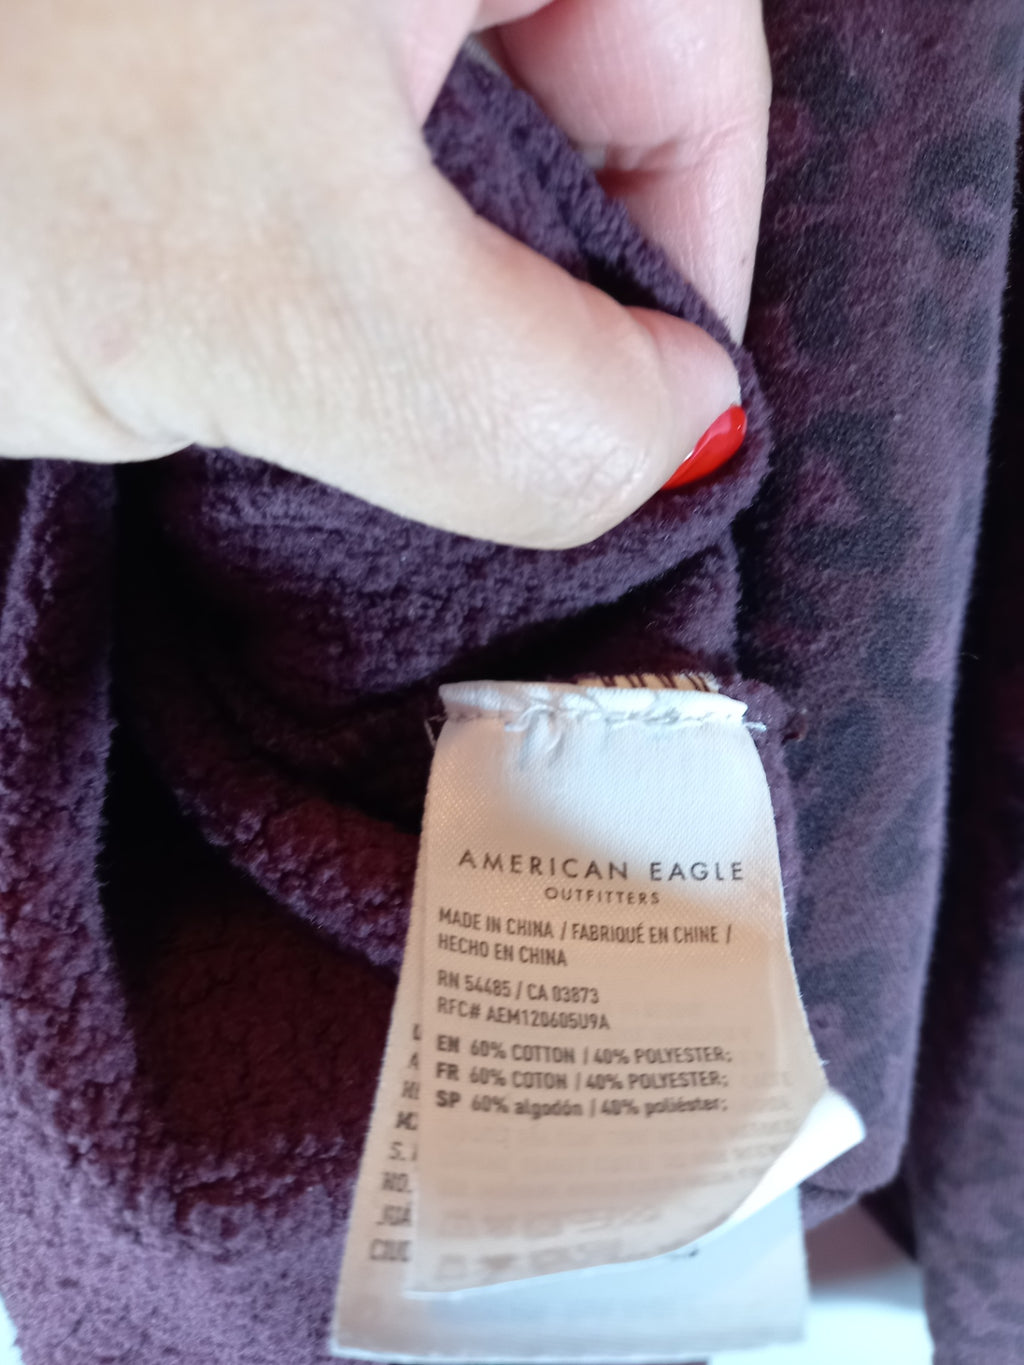 AMERICAN EAGLE
OUTFITTERS
MADE IN CHINA / FABRIQUÉ EN CHINE /
HECHO EN CHINA
RN 54485 / CA 03873
RFC# AEM120605U9A
EN 60% COTTON / 40% POLYESTER;
FR 60% COTON / 40% POLYESTER;
SP 60% algodón / 40% poliéster;